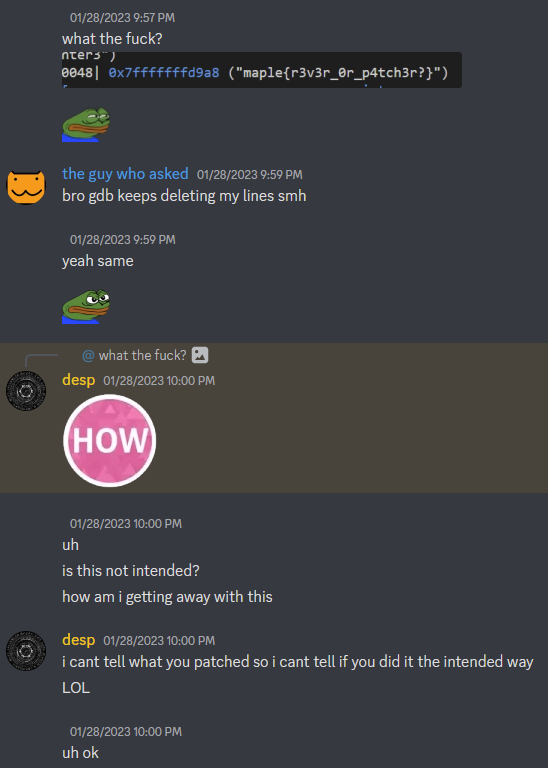 01/28/2023 9:57 PM
what the fuck?
nter3")
0048| 0x7fffffffd9a8 ("maple{r3v3r_0r_p4tch3r?}")
the guy who asked 01/28/2023 9:59 PM
bro gdb keeps deleting my lines smh
01/28/2023 9:59 PM
yeah same
@ what the fuck?
desp 01/28/2023 10:00 PM
HOW
01/28/2023 10:00 PM
uh
is this not intended?
how am i getting away with this
desp 01/28/2023 10:00 PM
i cant tell what you patched so i cant tell if you did it the intended way
LOL
01/28/2023 10:00 PM
uh ok